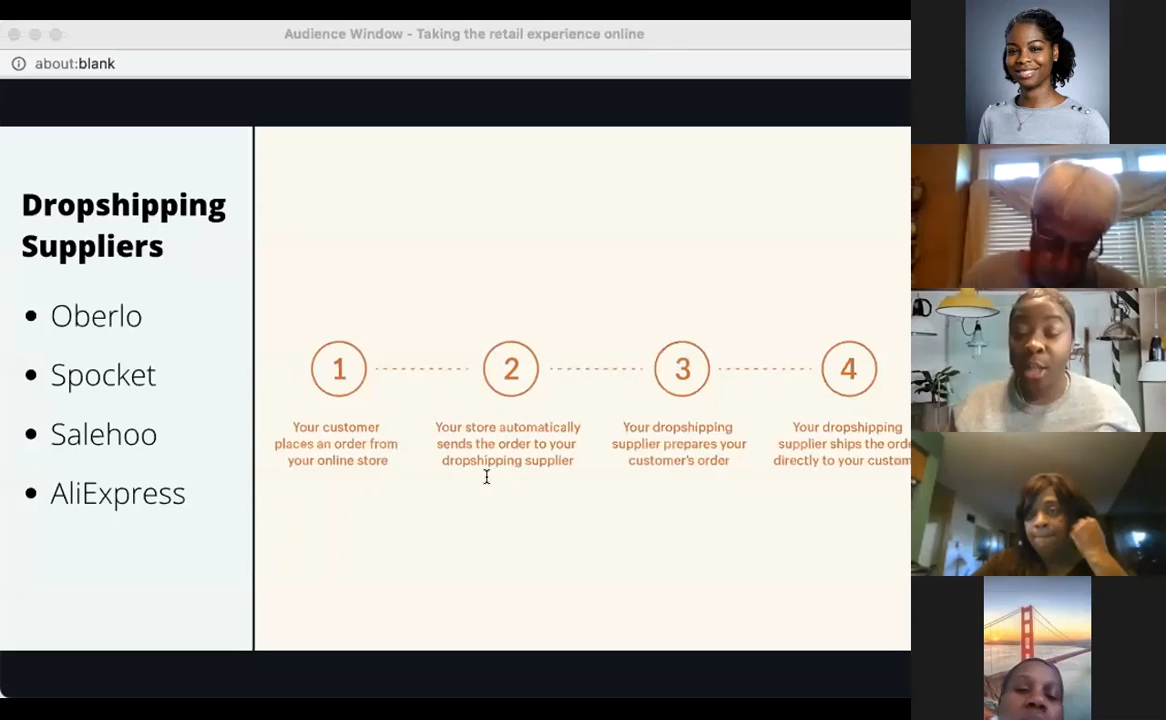 Audience Window - Taking the retail experience online
about:blank
Dropshipping
Suppliers
Oberlo
Spocket
Salehoo
AliExpress
1
2
3
4
Your customer
places an order from
your online store
Your store automatically
sends the order to your
dropshipping supplier
Your dropshipping
supplier prepares your
customer's order
Your dropshipping
supplier ships the orde
directly to your custom